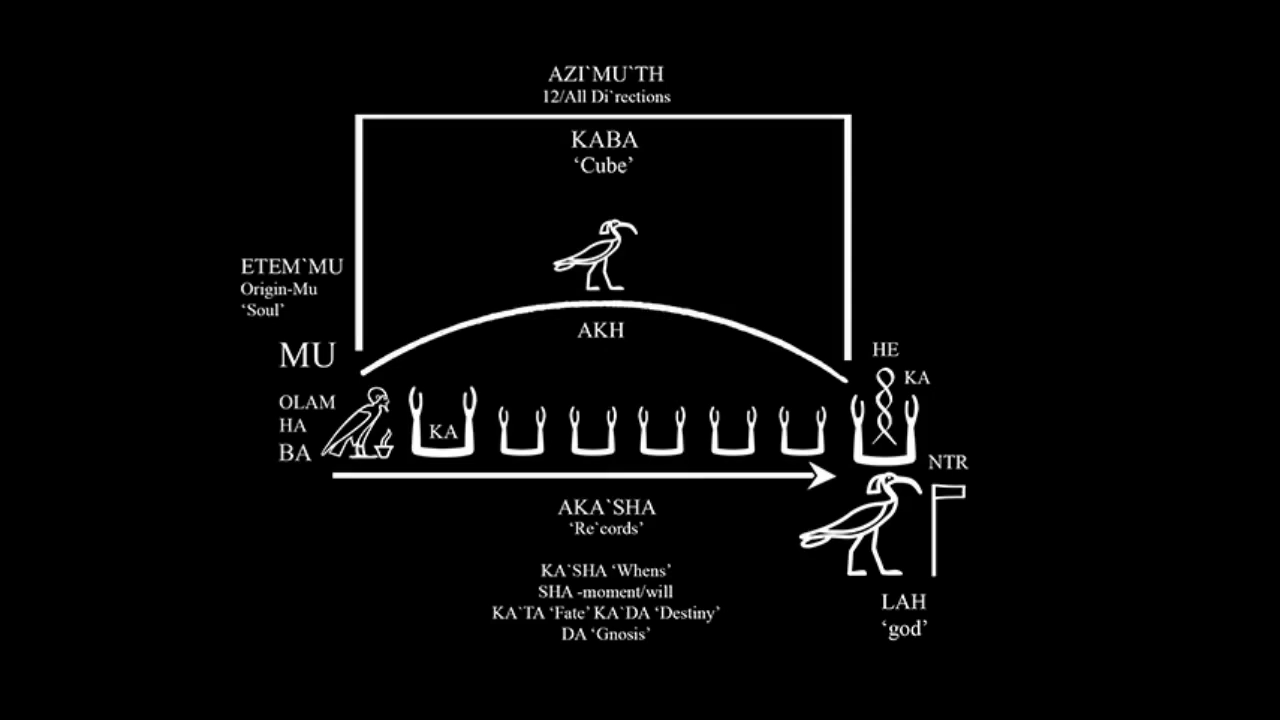 AZI`MU`TH
12/All Di`rections
KABA
‘Cube’
ETEM`MU
Origin-Mu
‘Soul’
MU
AKH
HE
KA
OLAM
HA
BA
KA
NTR
AKA`SHA
‘Re`cords’
KA`SHA ‘Whens’
SHA -moment/will
KA`TA ‘Fate’ KA`DA ‘Destiny’
DA ‘Gnosis’
LAH
‘god’